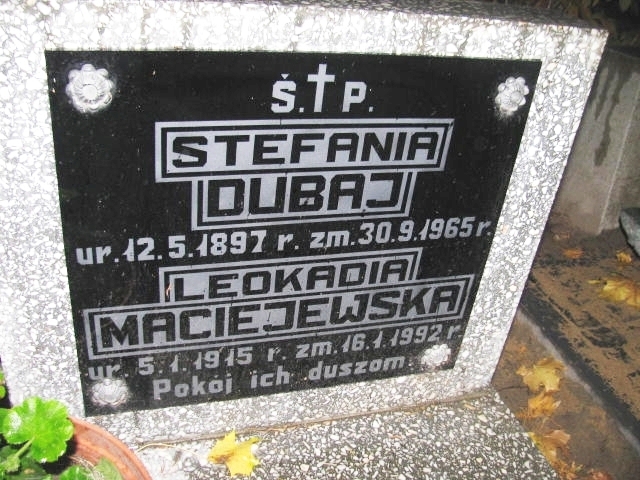 Ś.†P.
STEFANIA
DUBAJ
ur. 12.5.1897 r. zm. 30.9.1965 r.
LEOKADIA
MACIEJEWSKA
ur. 5.1.1915 r. zm. 16.1.1992 r.
Pokoj ich duszom.